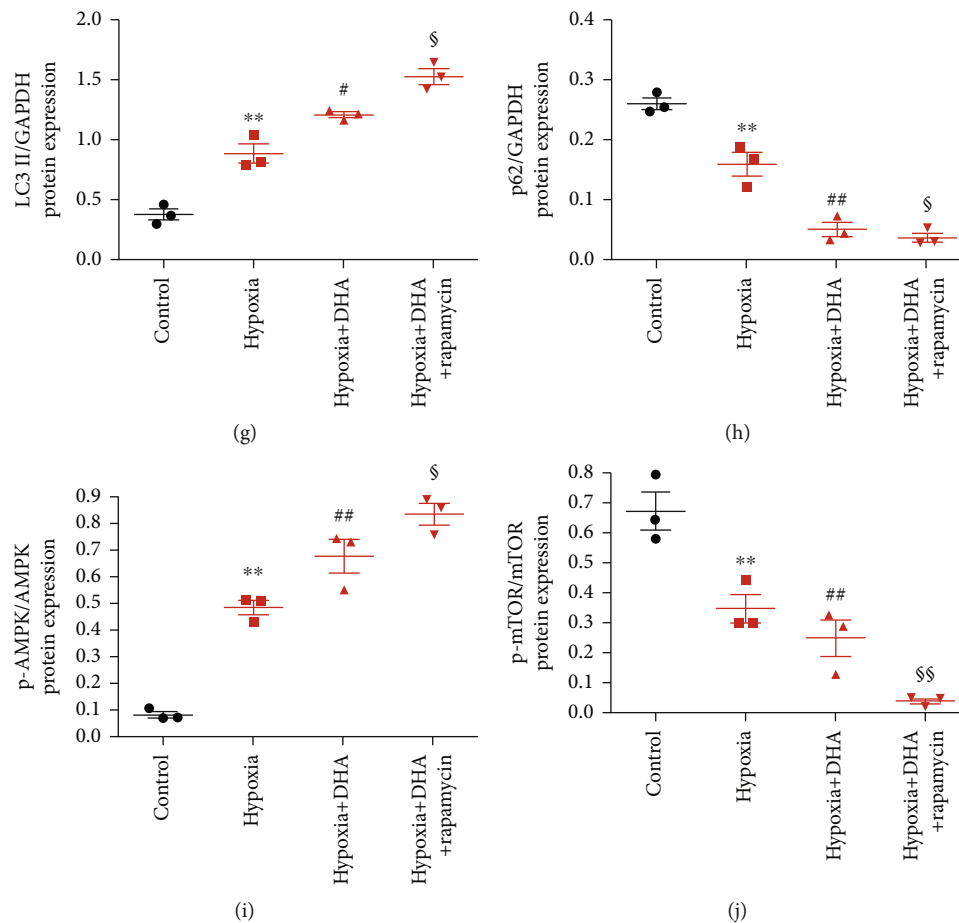 LC3 II/GAPDH
protein expression
2.0
1.5
1.0
0.5
0.0
**
#
§
Control
Hypoxia
Hypoxia+DHA
Hypoxia+DHA
+rapamycin
(g)
p62/GAPDH
protein expression
0.4
0.3
0.2
0.1
0.0
**
##
§
Control
Hypoxia
Hypoxia+DHA
Hypoxia+DHA
+rapamycin
(h)
p-AMPK/AMPK
protein expression
0.9
0.8
0.7
0.6
0.5
0.4
0.3
0.2
0.1
0.0
**
##
§
Control
Hypoxia
Hypoxia+DHA
Hypoxia+DHA
+rapamycin
(i)
p-mTOR/mTOR
protein expression
0.8
0.7
0.6
0.5
0.4
0.3
0.2
0.1
0.0
**
##
§§
Control
Hypoxia
Hypoxia+DHA
Hypoxia+DHA
+rapamycin
(j)